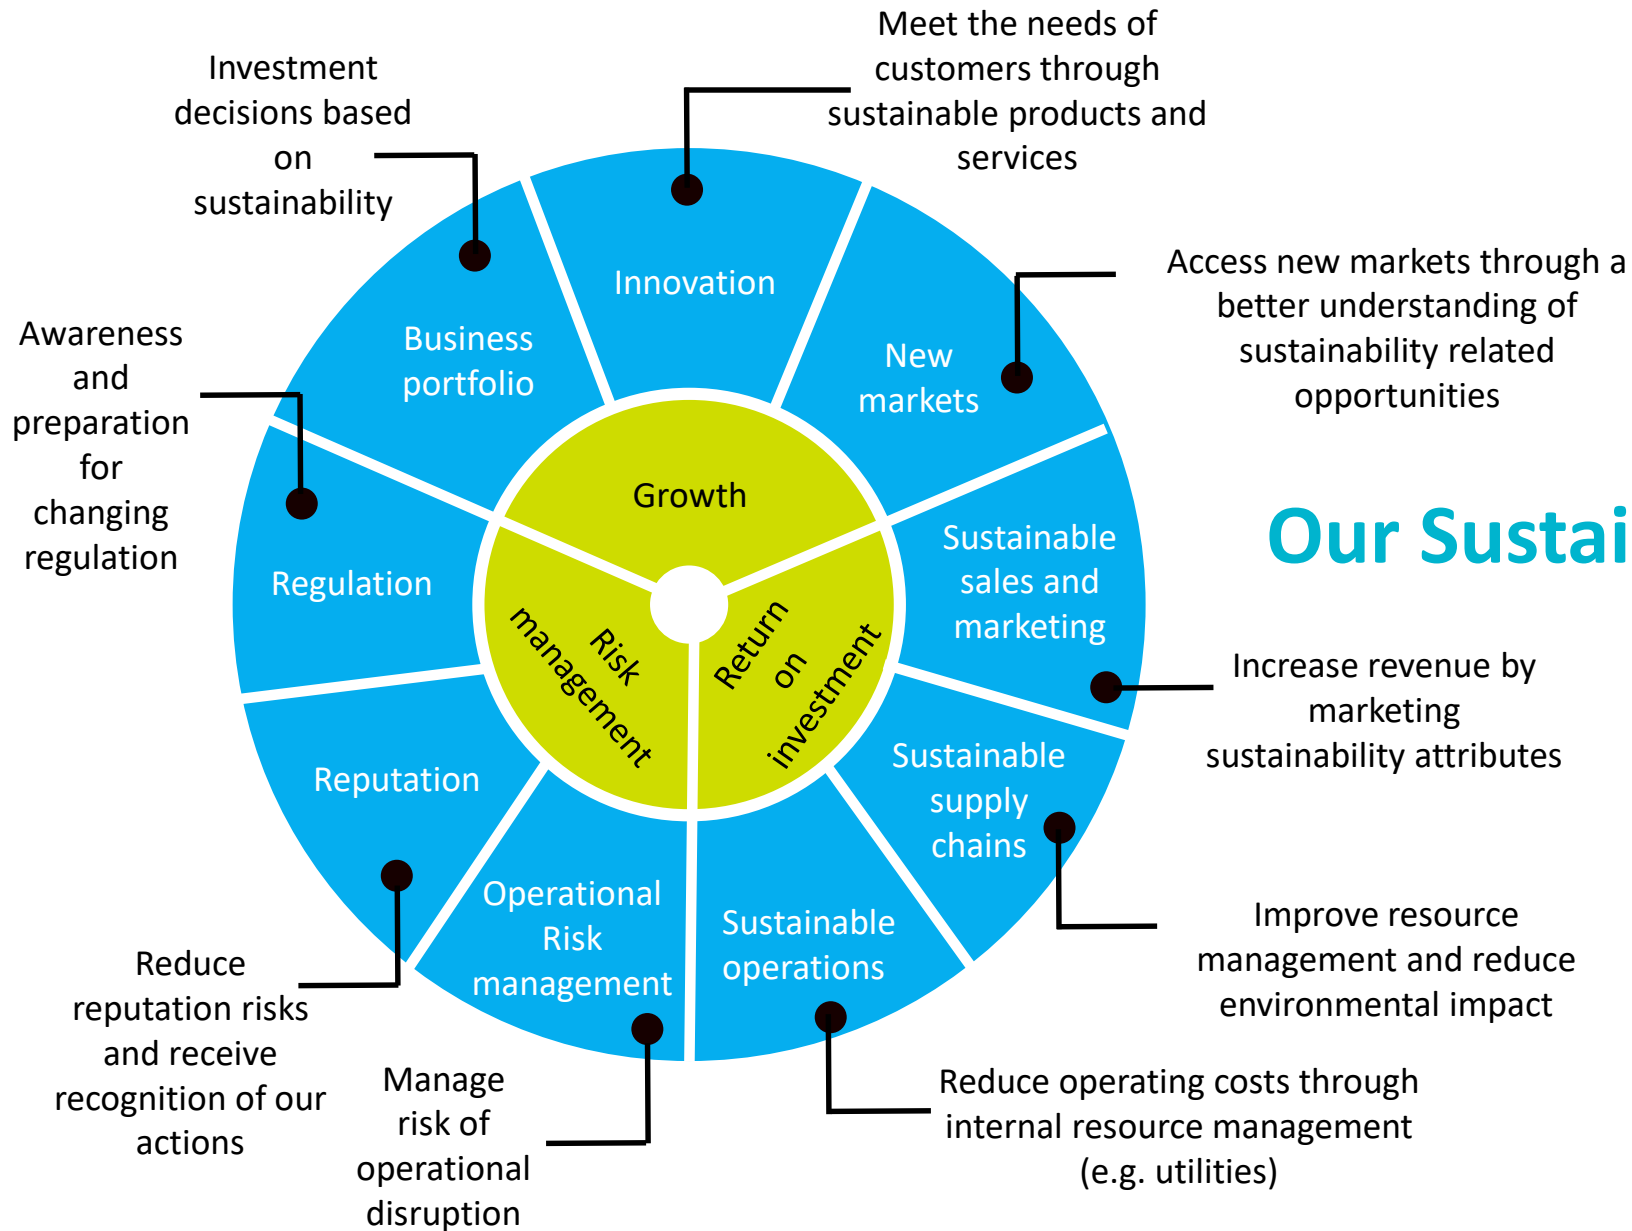 Meet the needs of
customers through
sustainable products and
services
Investment
decisions based
on
sustainability
Innovation
Access new markets through a
better understanding of
sustainability related
opportunities
Business
portfolio
New
markets
Awareness
and
preparation
for
changing
regulation
Growth
Our Sustai
Sustainable
sales and
marketing
Regulation
Risk
management
Return
on
investment
Increase revenue by
marketing
sustainability attributes
Reputation
Sustainable
supply
chains
Operational
Risk
management
Sustainable
operations
Improve resource
management and reduce
environmental impact
Reduce
reputation risks
and receive
recognition of our
actions
Manage
risk of
operational
disruption
Reduce operating costs through
internal resource management
(e.g. utilities)